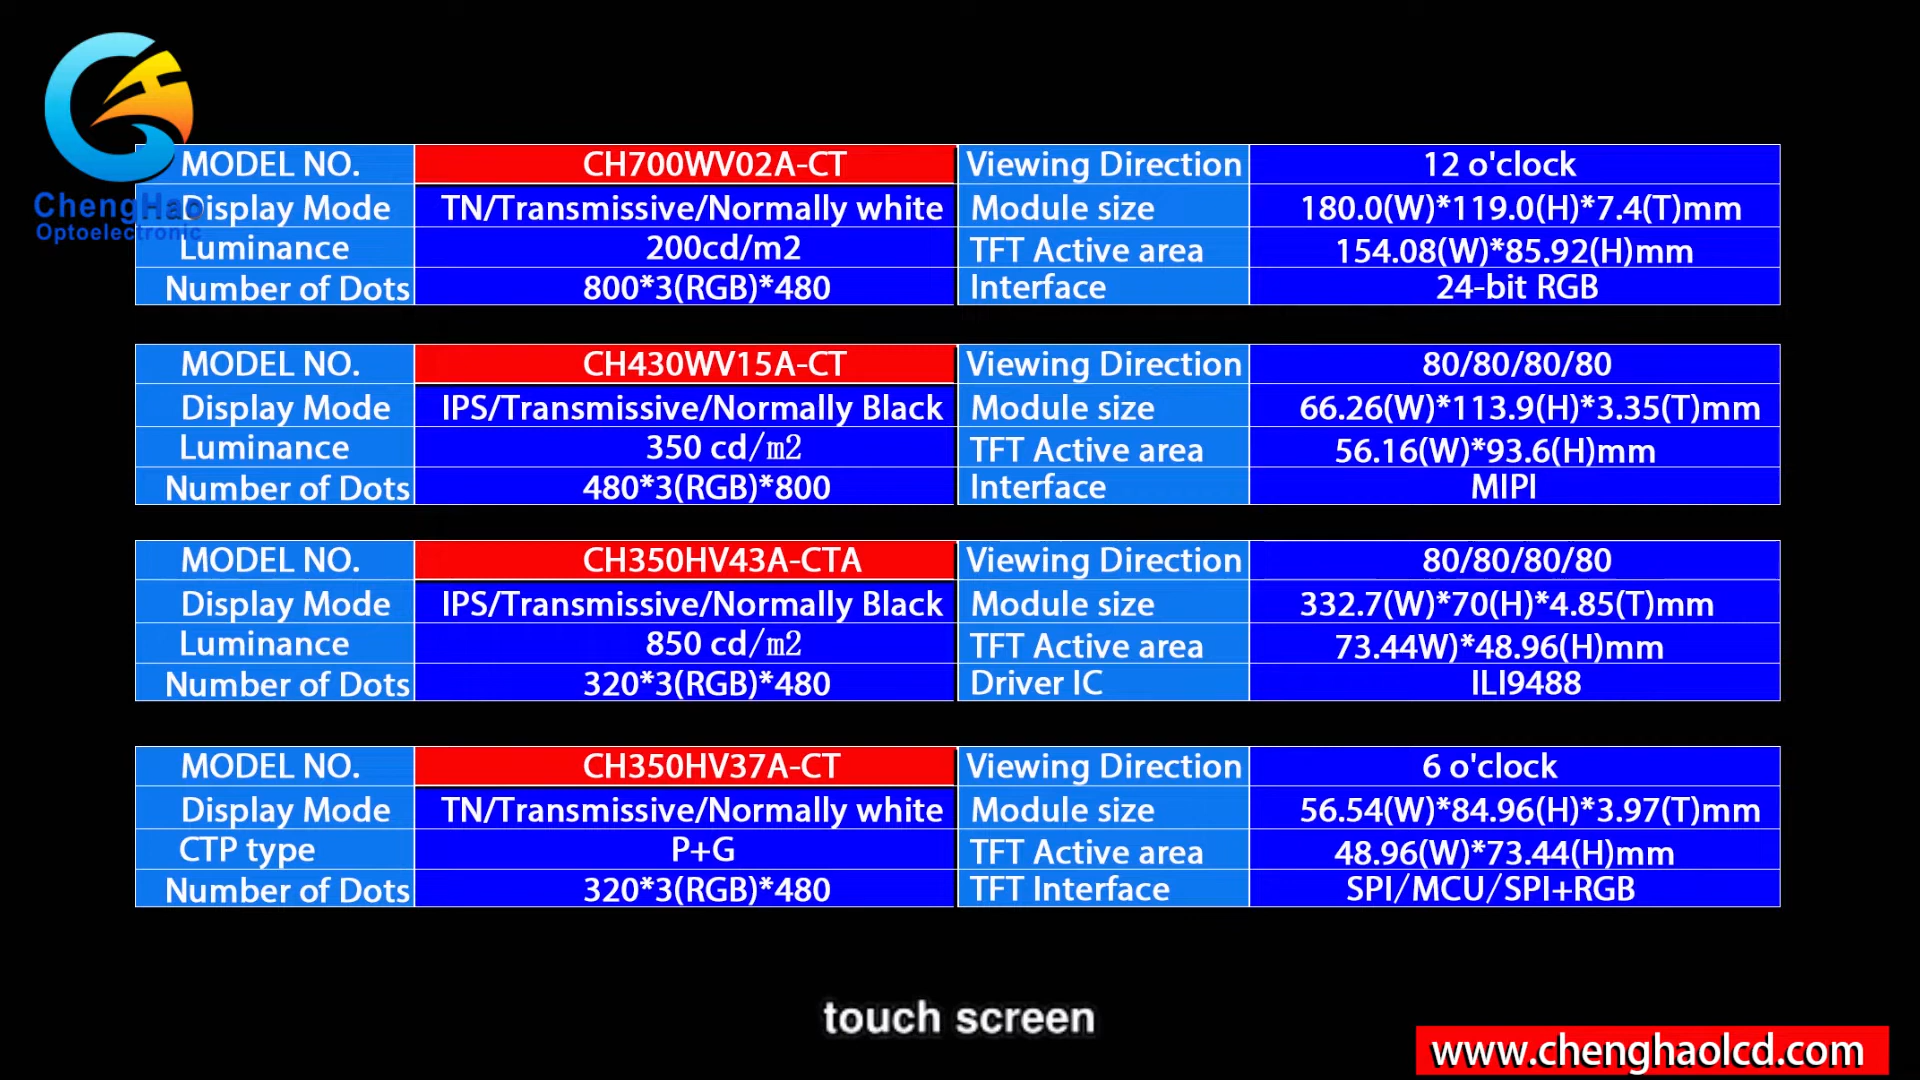 ChengHao
Optoelectronic
MODEL NO. CH700WV02A-CT Viewing Direction 12 o'clock
Display Mode TN/Transmissive/Normally white Module size 180.0(W)*119.0(H)*7.4(T)mm
Luminance 200cd/m2 TFT Active area 154.08(W)*85.92(H)mm
Number of Dots 800*3(RGB)*480 Interface 24-bit RGB
MODEL NO. CH430WV15A-CT Viewing Direction 80/80/80/80
Display Mode IPS/Transmissive/Normally Black Module size 66.26(W)*113.9(H)*3.35(T)mm
Luminance 350 cd/m2 TFT Active area 56.16(W)*93.6(H)mm
Number of Dots 480*3(RGB)*800 Interface MIPI
MODEL NO. CH350HV43A-CTA Viewing Direction 80/80/80/80
Display Mode IPS/Transmissive/Normally Black Module size 332.7(W)*70(H)*4.85(T)mm
Luminance 850 cd/m2 TFT Active area 73.44W)*48.96(H)mm
Number of Dots 320*3(RGB)*480 Driver IC ILI9488
MODEL NO. CH350HV37A-CT Viewing Direction 6 o'clock
Display Mode TN/Transmissive/Normally white Module size 56.54(W)*84.96(H)*3.97(T)mm
CTP type P+G TFT Active area 48.96(W)*73.44(H)mm
Number of Dots 320*3(RGB)*480 TFT Interface SPI/MCU/SPI+RGB
touch screen
www.chenghaolcd.com